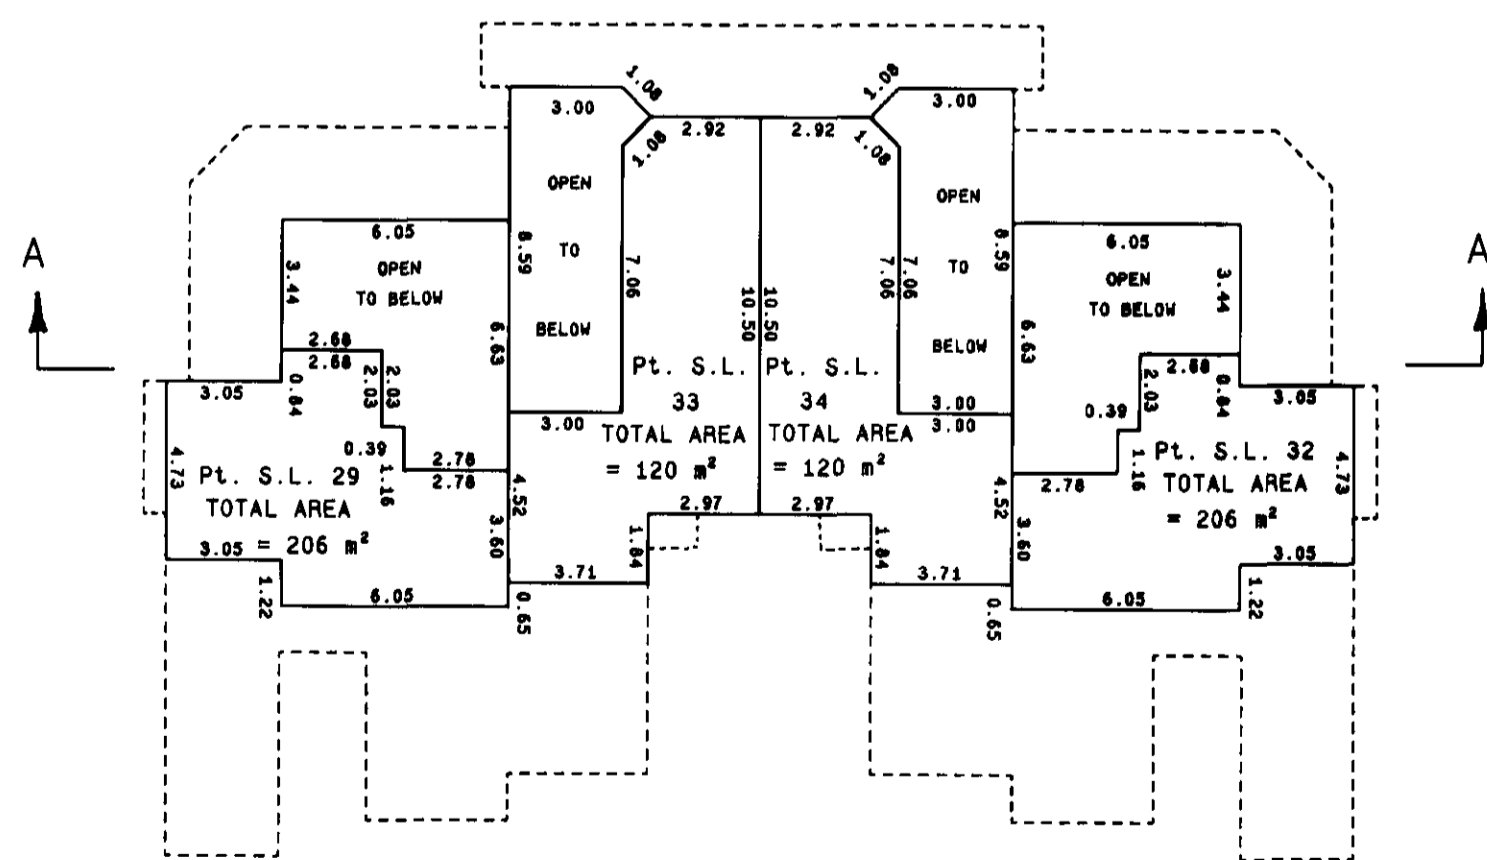 1.08
1.08
3.00
3.00
2.92
2.92
1.08
1.08
OPEN
TO
BELOW
OPEN
TO
BELOW
6.05
OPEN
TO BELOW
6.05
OPEN
TO BELOW
A
A
3.44
3.44
8.59
8.59
7.06
7.06
7.06
10.50
10.50
6.63
6.63
2.68
2.68
2.68
2.03
2.03
2.03
0.84
0.84
3.05
3.05
0.39
0.39
3.00
3.00
3.00
Pt. S.L.
33
TOTAL AREA
= 120 m²
Pt. S.L.
34
TOTAL AREA
= 120 m²
2.78
2.78
2.78
1.16
1.16
4.73
4.73
Pt. S.L. 29
TOTAL AREA
= 206 m²
Pt. S.L. 32
TOTAL AREA
= 206 m²
4.52
4.52
3.60
3.60
2.97
2.97
1.84
1.84
3.05
3.05
3.71
3.71
1.22
1.22
6.05
6.05
0.65
0.65